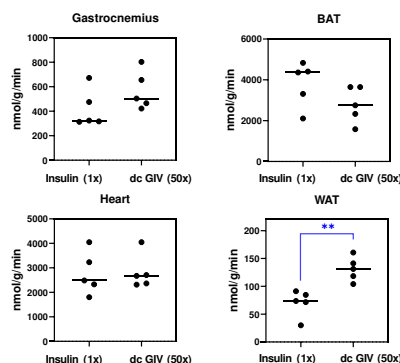 Gastrocnemius
nmol/g/min
1000
800
600
400
200
0
Insulin (1x) dc GIV (50x)
BAT
nmol/g/min
6000
4000
2000
0
Insulin (1x) dc GIV (50x)
Heart
nmol/g/min
5000
4000
3000
2000
1000
0
Insulin (1x) dc GIV (50x)
WAT
nmol/g/min
200
150
100
50
0
**
Insulin (1x) dc GIV (50x)